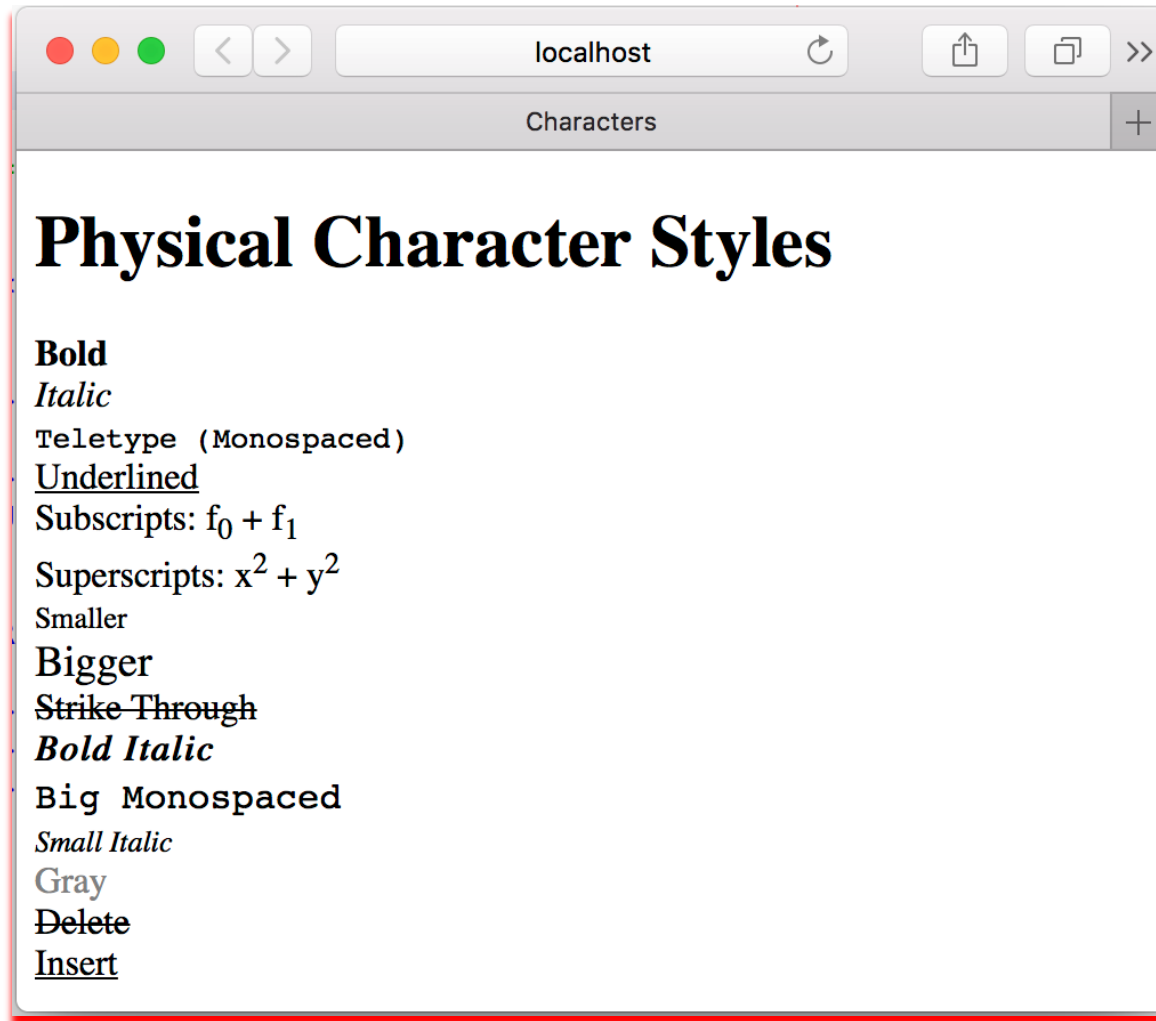 localhost
Characters
Physical Character Styles
Bold
Italic
Teletype (Monospaced)
Underlined
Subscripts: f₀ + f₁
Superscripts: x² + y²
Smaller
Bigger
Strike Through
Bold Italic
Big Monospaced
Small Italic
Gray
Delete
Insert